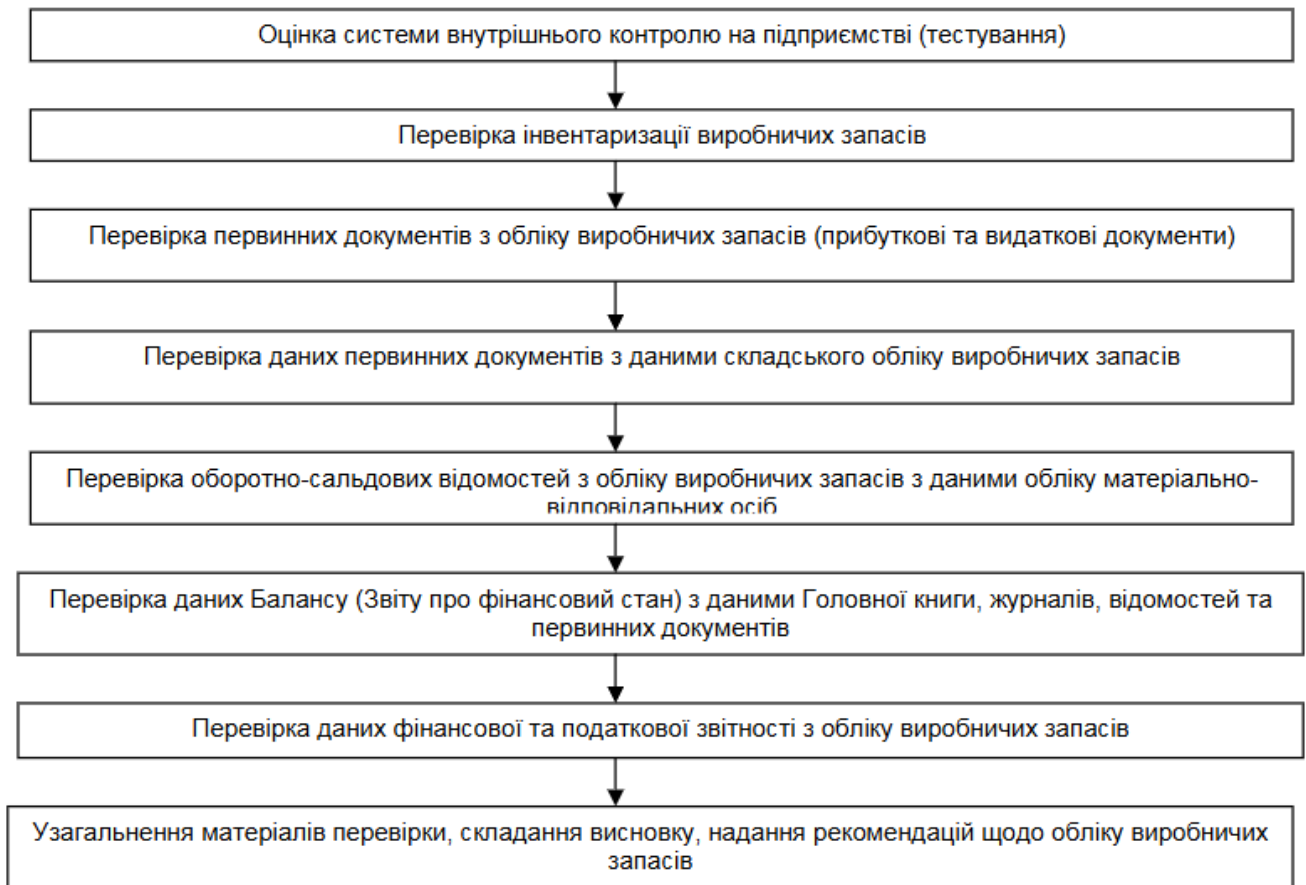 Оцінка системи внутрішнього контролю на підприємстві (тестування)
Перевірка інвентаризації виробничих запасів
Перевірка первинних документів з обліку виробничих запасів (прибуткові та видаткові документи)
Перевірка даних первинних документів з даними складського обліку виробничих запасів
Перевірка оборотно-сальдових відомостей з обліку виробничих запасів з даними обліку матеріально-
відповідальних осіб
Перевірка даних Балансу (Звіту про фінансовий стан) з даними Головної книги, журналів, відомостей та
первинних документів
Перевірка даних фінансової та податкової звітності з обліку виробничих запасів
Узагальнення матеріалів перевірки, складання висновку, надання рекомендацій щодо обліку виробничих
запасів